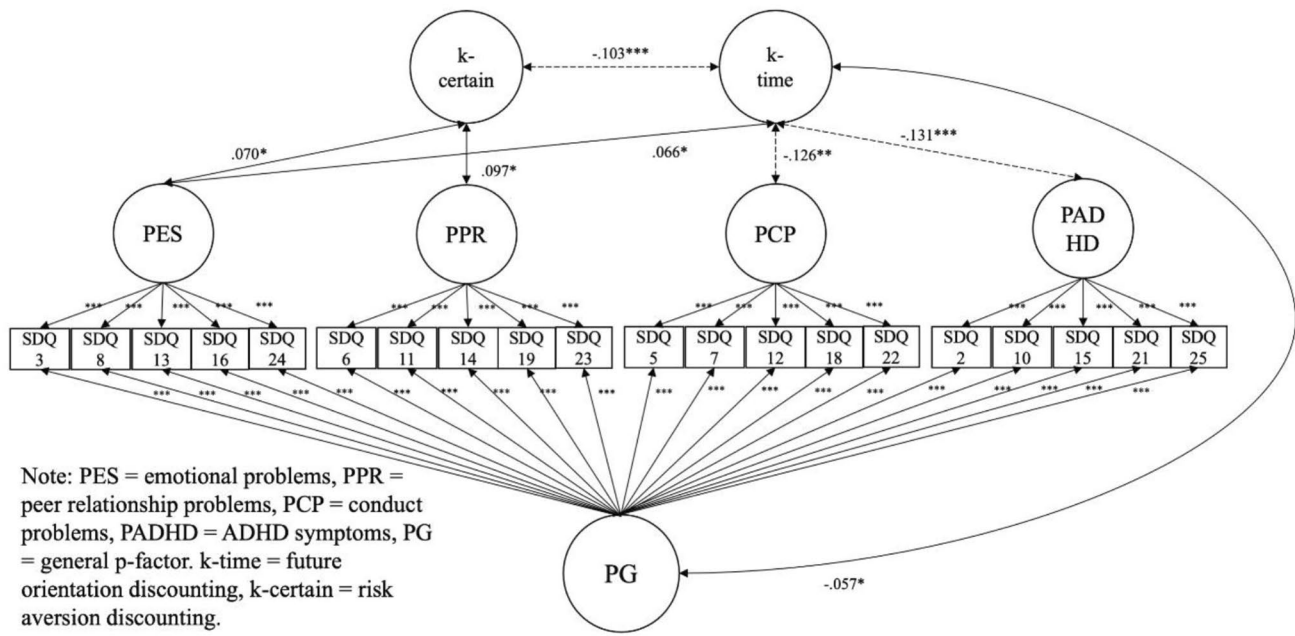 k-
certain
-.103***
k-
time
.070*
.097*
.066*
-.126**
-.131***
PES
PPR
PCP
PAD
HD
*** *** *** *** ***
*** *** *** *** ***
*** *** *** *** ***
*** *** *** *** ***
SDQ 3
SDQ 8
SDQ 13
SDQ 16
SDQ 24
SDQ 6
SDQ 11
SDQ 14
SDQ 19
SDQ 23
SDQ 5
SDQ 7
SDQ 12
SDQ 18
SDQ 22
SDQ 2
SDQ 10
SDQ 15
SDQ 21
SDQ 25
*** *** *** *** *** *** *** *** *** *** *** *** *** *** *** *** *** *** *** ***
Note: PES = emotional problems, PPR =
peer relationship problems, PCP = conduct
problems, PADHD = ADHD symptoms, PG
= general p-factor. k-time = future
orientation discounting, k-certain = risk
aversion discounting.
PG
-.057*